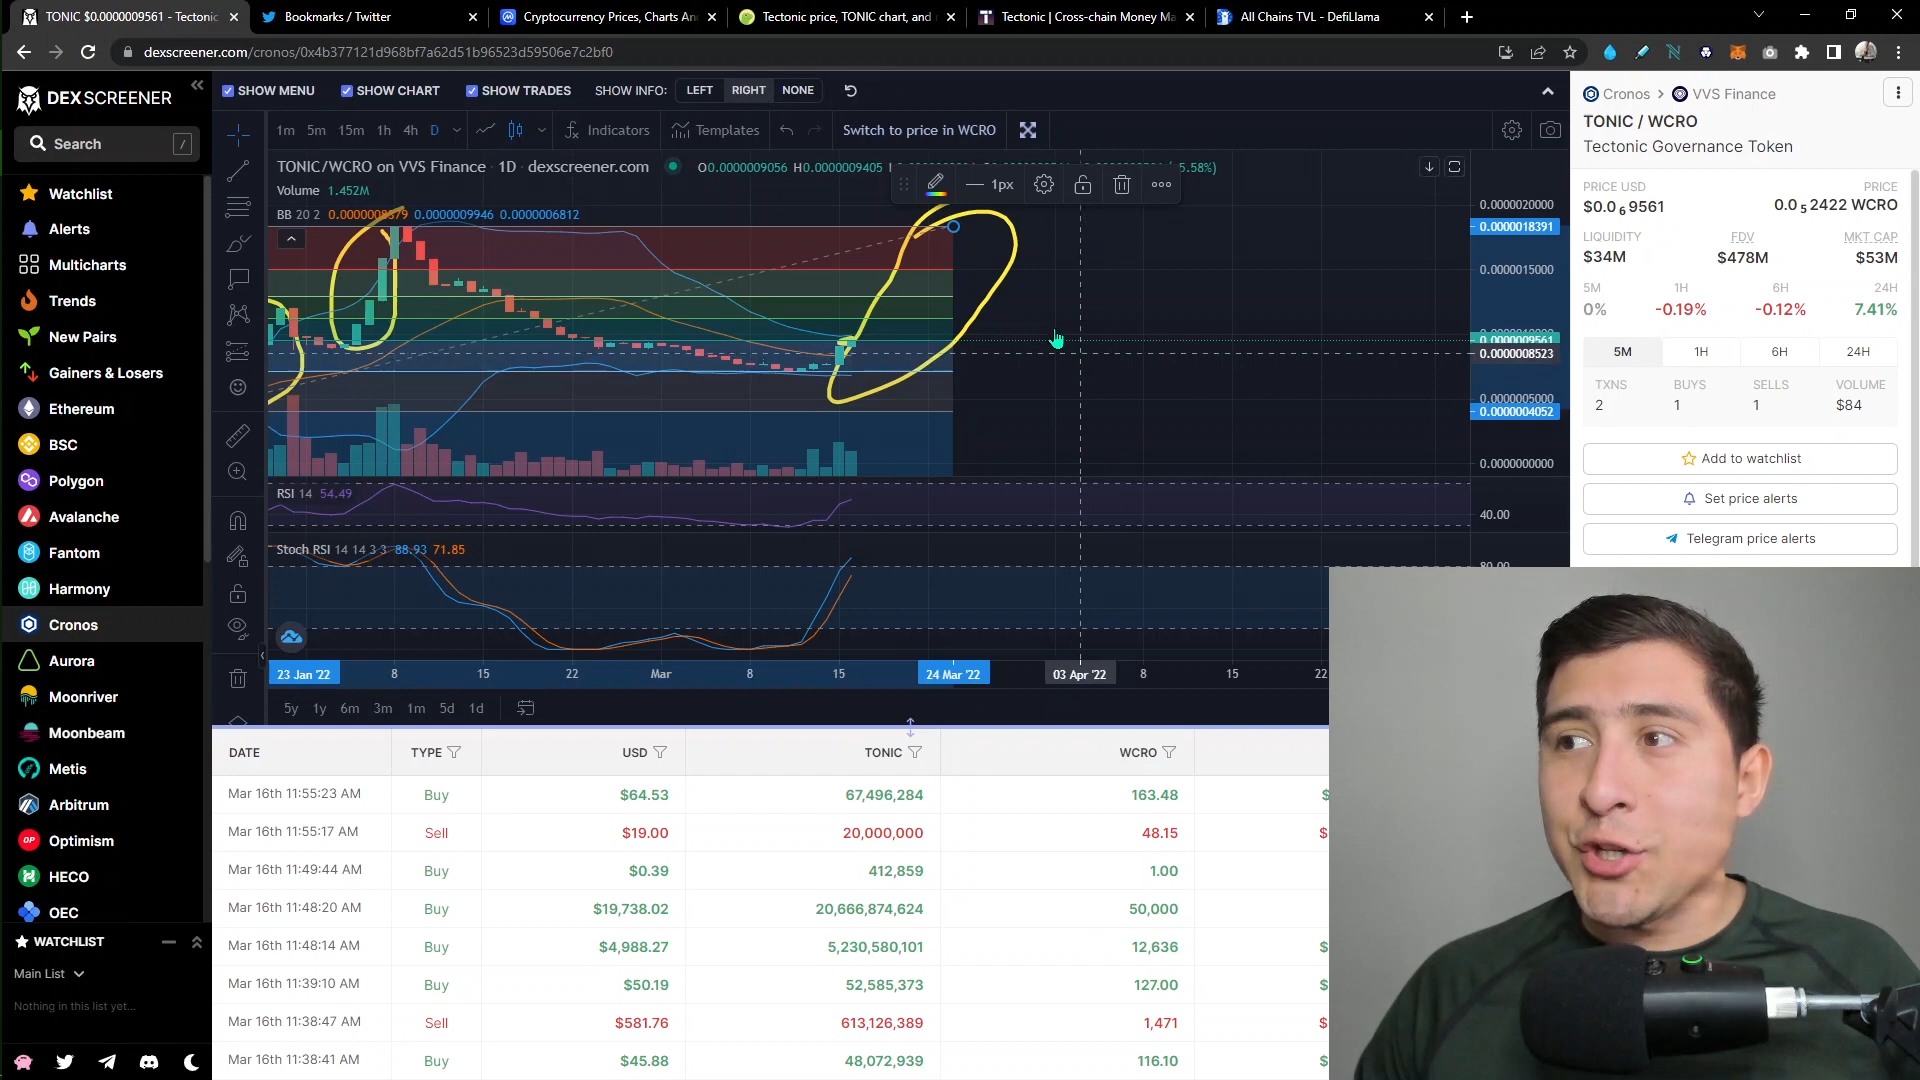 TONIC $0.0000009561 - Tectonic
Bookmarks / Twitter
Cryptocurrency Prices, Charts An
Tectonic price, TONIC chart, and
Tectonic | Cross-chain Money Ma
All Chains TVL - DefiLlama
dexscreener.com/cronos/0x4b377121d968bf7a62d51b96523d59506e7c2bf0
DEX SCREENER
Search
/
Watchlist
Alerts
Multicharts
Trends
New Pairs
Gainers & Losers
Ethereum
BSC
Polygon
Avalanche
Fantom
Harmony
Cronos
Aurora
Moonriver
Moonbeam
Metis
Arbitrum
OP
Optimism
HECO
OEC
WATCHLIST
Main List
Nothing in this list yet...
SHOW MENU
SHOW CHART
SHOW TRADES
SHOW INFO:
LEFT
RIGHT
NONE
1m 5m 15m 1h 4h D
Indicators
Templates
Switch to price in WCRO
TONIC/WCRO on VVS Finance · 1D · dexscreener.com
O0.0000009056 H0.0000009405
5.58%)
1px
Volume 1.452M
BB 20 2 0.0000008379 0.0000009946 0.0000006812
0.0000020000
0.0000018391
0.0000015000
0.0000009561
0.0000008523
0.0000005000
0.0000004052
0.0000000000
RSI 14 54.49
40.00
Stoch RSI 14 14 3 3 88.93 71.85
80.00
23 Jan '22
8
15
22
Mar
8
15
24 Mar '22
03 Apr '22
8
15
22
5y 1y 6m 3m 1m 5d 1d
DATE TYPE USD TONIC WCRO
Mar 16th 11:55:23 AM Buy $64.53 67,496,284 163.48 $
Mar 16th 11:55:17 AM Sell $19.00 20,000,000 48.15 $
Mar 16th 11:49:44 AM Buy $0.39 412,859 1.00
Mar 16th 11:48:20 AM Buy $19,738.02 20,666,874,624 50,000
Mar 16th 11:48:14 AM Buy $4,988.27 5,230,580,101 12,636 $
Mar 16th 11:39:10 AM Buy $50.19 52,585,373 127.00 $
Mar 16th 11:38:47 AM Sell $581.76 613,126,389 1,471 $
Mar 16th 11:38:41 AM Buy $45.88 48,072,939 116.10 $
Cronos > VVS Finance
TONIC / WCRO
Tectonic Governance Token
PRICE USD
$0.0₆9561
PRICE
0.0₅2422 WCRO
LIQUIDITY
$34M
FDV
$478M
MKT CAP
$53M
5M 1H 6H 24H
0% -0.19% -0.12% 7.41%
5M 1H 6H 24H
TXNS BUYS SELLS VOLUME
2 1 1 $84
Add to watchlist
Set price alerts
Telegram price alerts